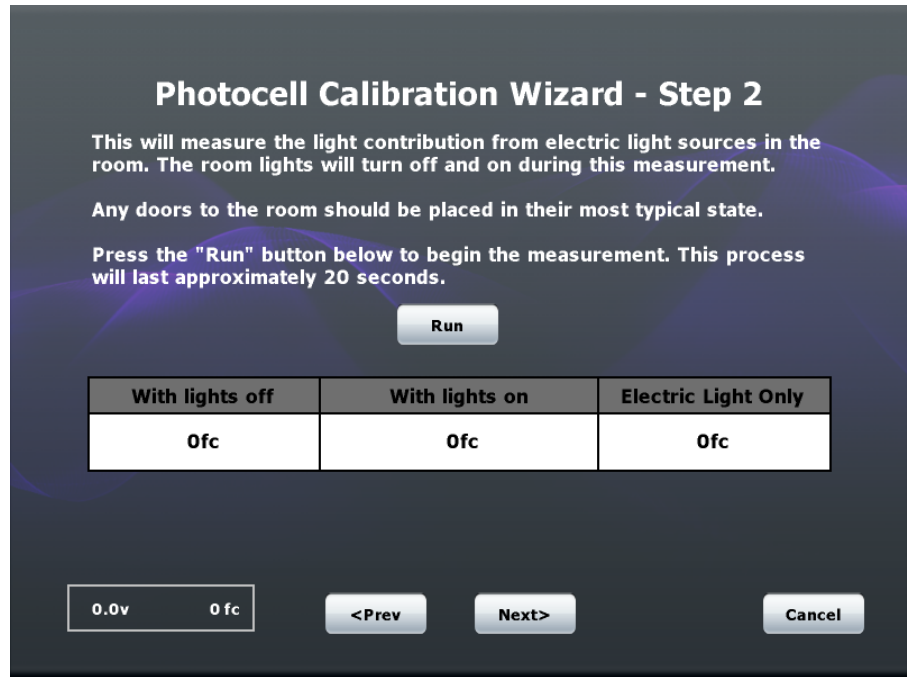 Photocell Calibration Wizard - Step 2
This will measure the light contribution from electric light sources in the
room. The room lights will turn off and on during this measurement.
Any doors to the room should be placed in their most typical state.
Press the "Run" button below to begin the measurement. This process
will last approximately 20 seconds.
Run
With lights off With lights on Electric Light Only
0fc 0fc 0fc
0.0v 0 fc <Prev Next> Cancel